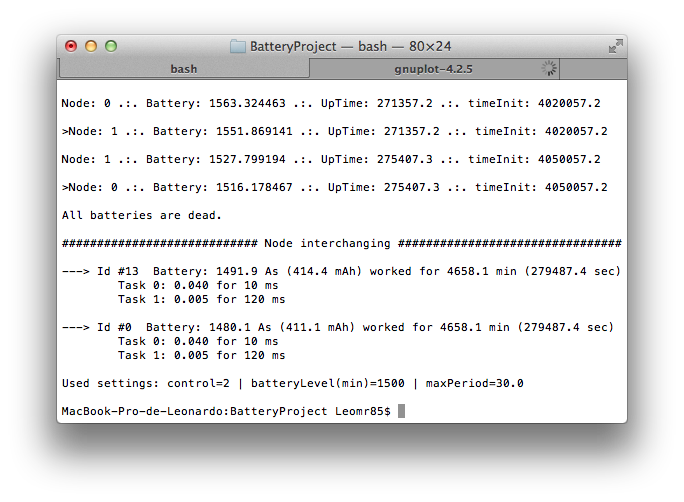 BatteryProject — bash — 80×24
bash
gnuplot-4.2.5
Node: 0 .:. Battery: 1563.324463 .:. UpTime: 271357.2 .:. timeInit: 4020057.2
>Node: 1 .:. Battery: 1551.869141 .:. UpTime: 271357.2 .:. timeInit: 4020057.2
Node: 1 .:. Battery: 1527.799194 .:. UpTime: 275407.3 .:. timeInit: 4050057.2
>Node: 0 .:. Battery: 1516.178467 .:. UpTime: 275407.3 .:. timeInit: 4050057.2
All batteries are dead.
############################ Node interchanging ################################
---> Id #13  Battery: 1491.9 As (414.4 mAh) worked for 4658.1 min (279487.4 sec)
Task 0: 0.040 for 10 ms
Task 1: 0.005 for 120 ms
---> Id #0  Battery: 1480.1 As (411.1 mAh) worked for 4658.1 min (279487.4 sec)
Task 0: 0.040 for 10 ms
Task 1: 0.005 for 120 ms
Used settings: control=2 | batteryLevel(min)=1500 | maxPeriod=30.0
MacBook-Pro-de-Leonardo:BatteryProject Leomr85$